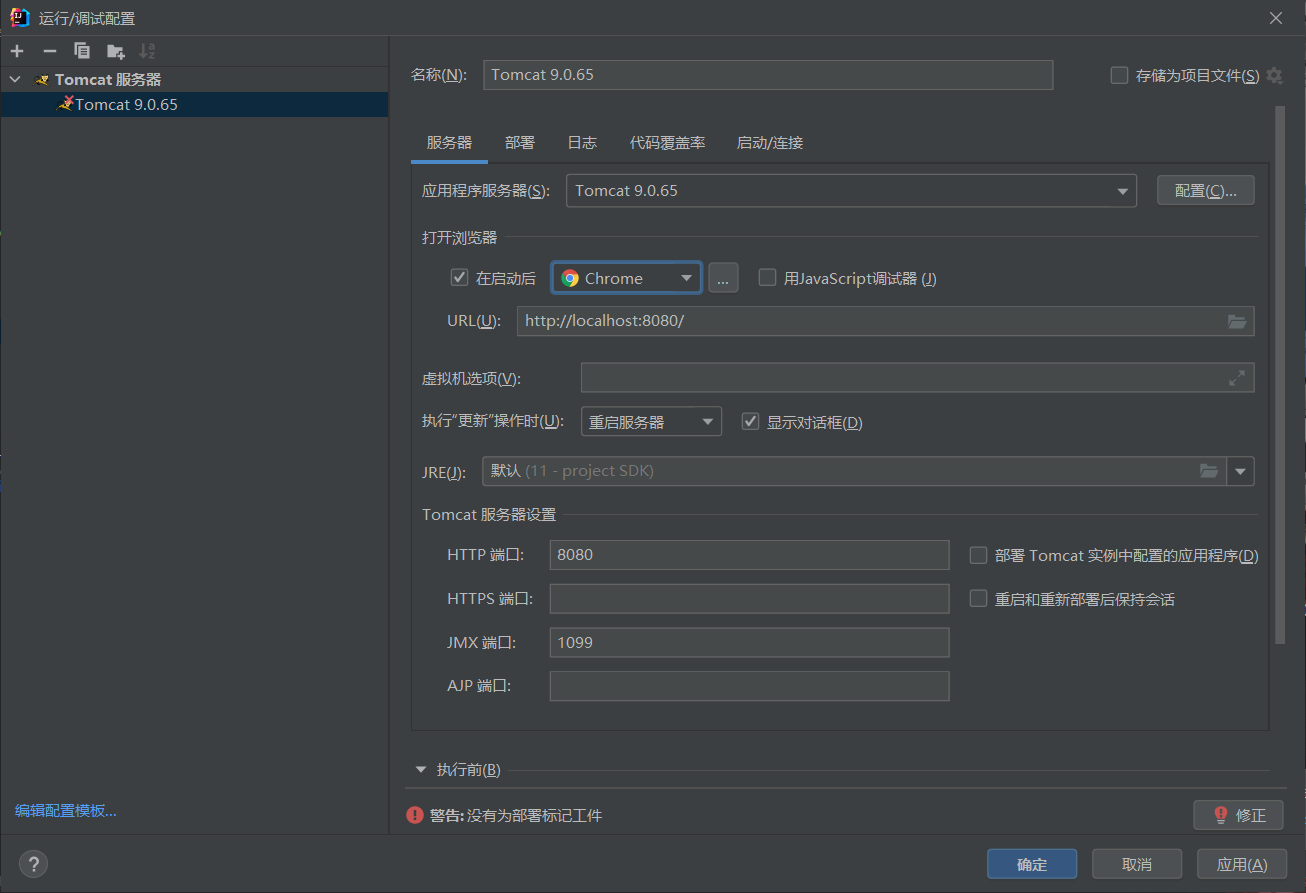 运行/调试配置
Tomcat 服务器
Tomcat 9.0.65
名称(N): Tomcat 9.0.65 存储为项目文件(S)
服务器 部署 日志 代码覆盖率 启动/连接
应用程序服务器(S): Tomcat 9.0.65 配置(C)...
打开浏览器
在启动后 Chrome ... 用JavaScript调试器 (J)
URL(U): http://localhost:8080/
虚拟机选项(V):
执行“更新”操作时(U): 重启服务器 显示对话框(D)
JRE(J): 默认 (11 - project SDK)
Tomcat 服务器设置
HTTP 端口: 8080 部署 Tomcat 实例中配置的应用程序(D)
HTTPS 端口: 重启和重新部署后保持会话
JMX 端口: 1099
AJP 端口:
执行前(B)
编辑配置模板...
警告: 没有为部署标记工件 修正
? 确定 取消 应用(A)